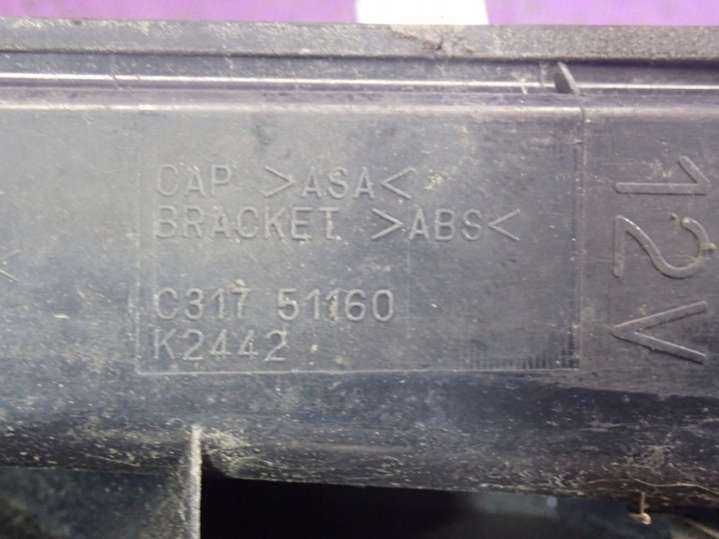 CAP >ASA<
BRACKET >ABS<
C317 51160
K2442
12V